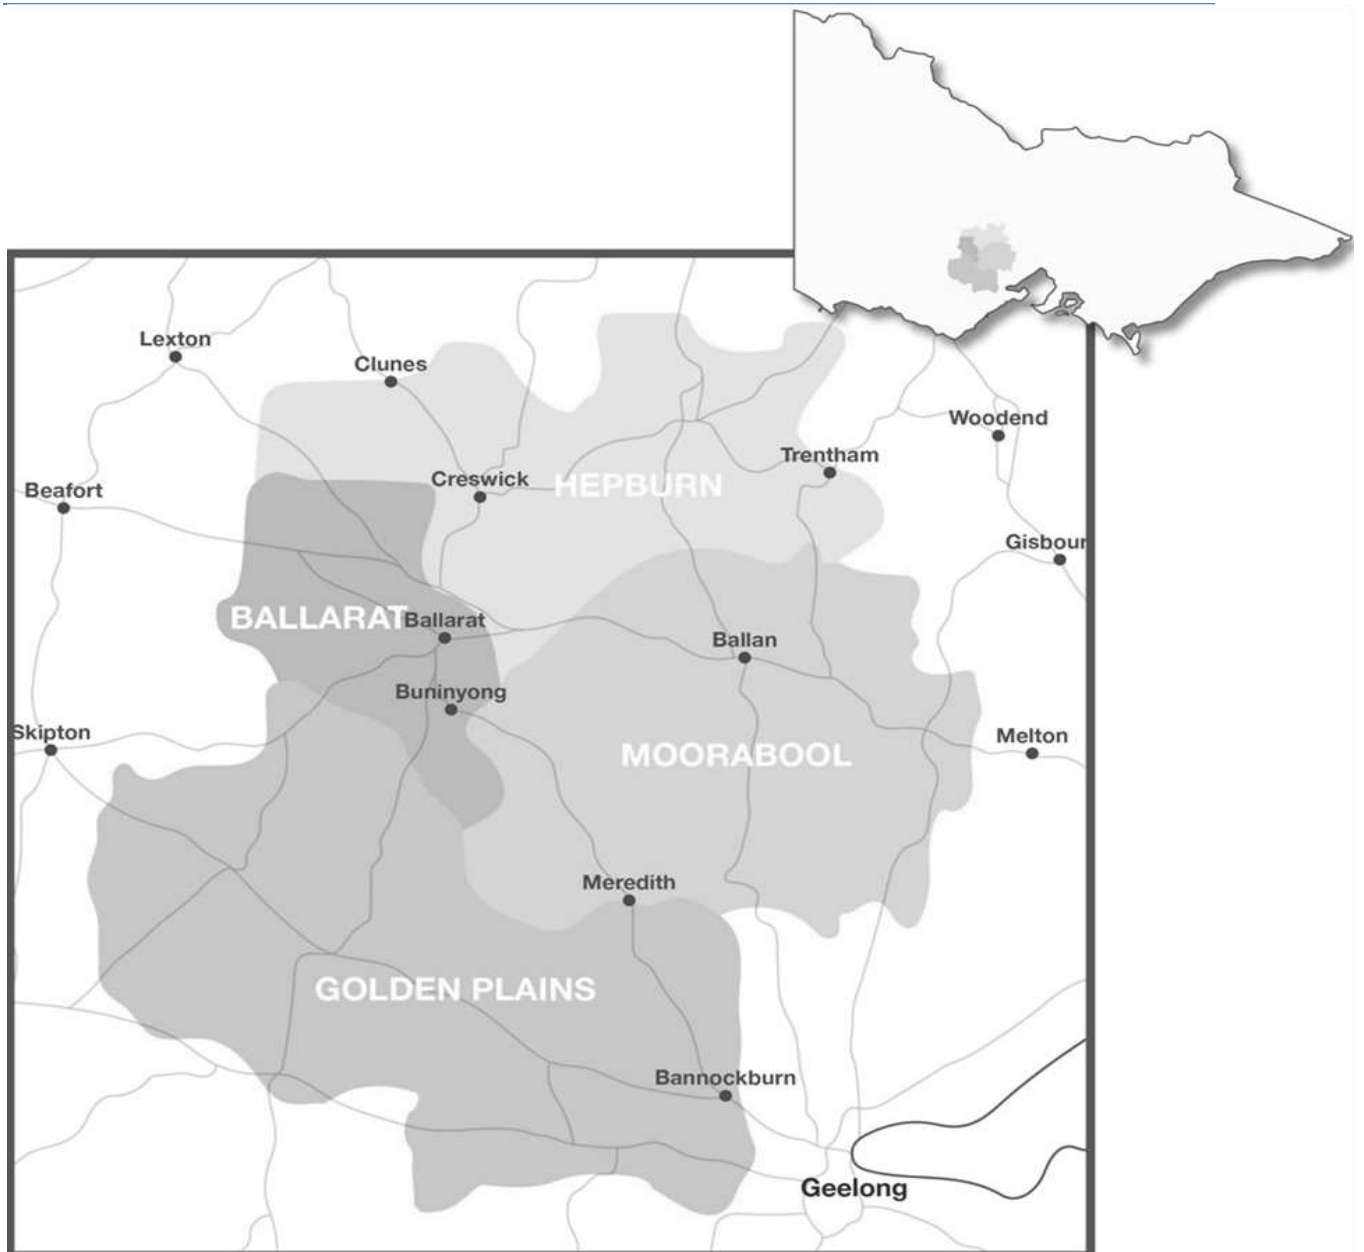 Lexton
Clunes
Woodend
Trentham
Creswick
HEPBURN
Beafort
Gisbour
BALLARAT
Ballarat
Ballan
Buninyong
Skipton
Melton
MOORABOOL
Meredith
GOLDEN PLAINS
Bannockburn
Geelong